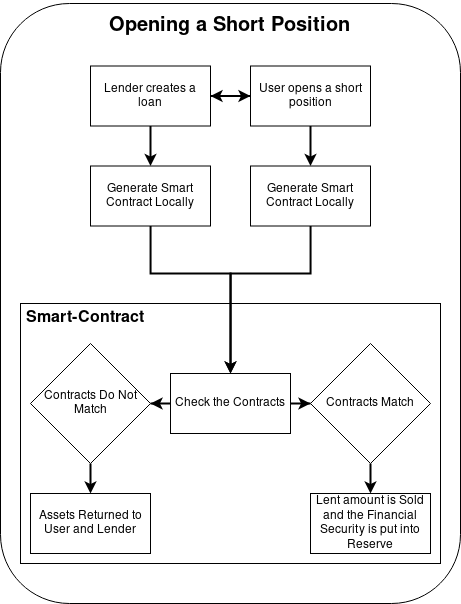 Opening a Short Position
Lender creates a
loan
User opens a short
position
Generate Smart
Contract Locally
Generate Smart
Contract Locally
Smart-Contract
Contracts Do Not
Match
Check the Contracts
Contracts Match
Assets Returned to
User and Lender
Lent amount is Sold
and the Financial
Security is put into
Reserve